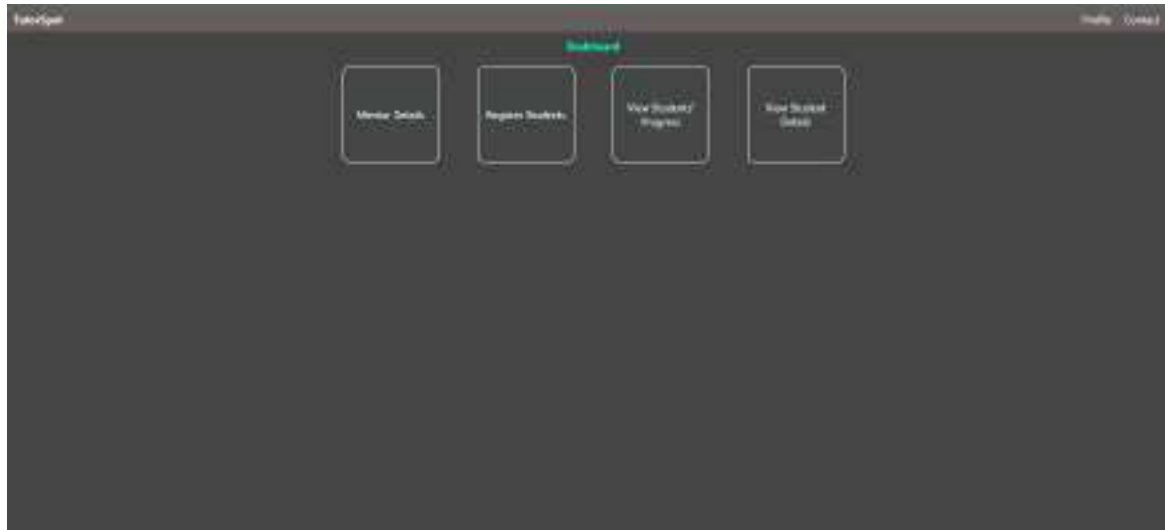 TutorSpot
Profile Contact
Dashboard
Mentor Details
Register Students
View Students'
Progress
View Student
Details